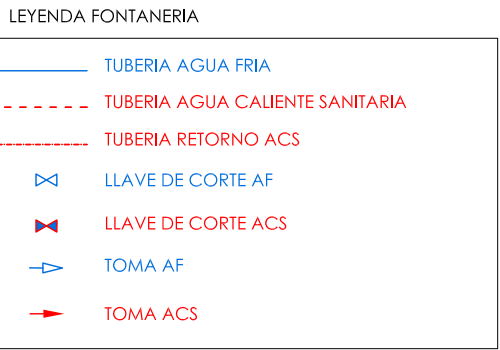 LEYENDA FONTANERIA
TUBERIA AGUA FRIA
TUBERIA AGUA CALIENTE SANITARIA
TUBERIA RETORNO ACS
LLAVE DE CORTE AF
LLAVE DE CORTE ACS
TOMA AF
TOMA ACS